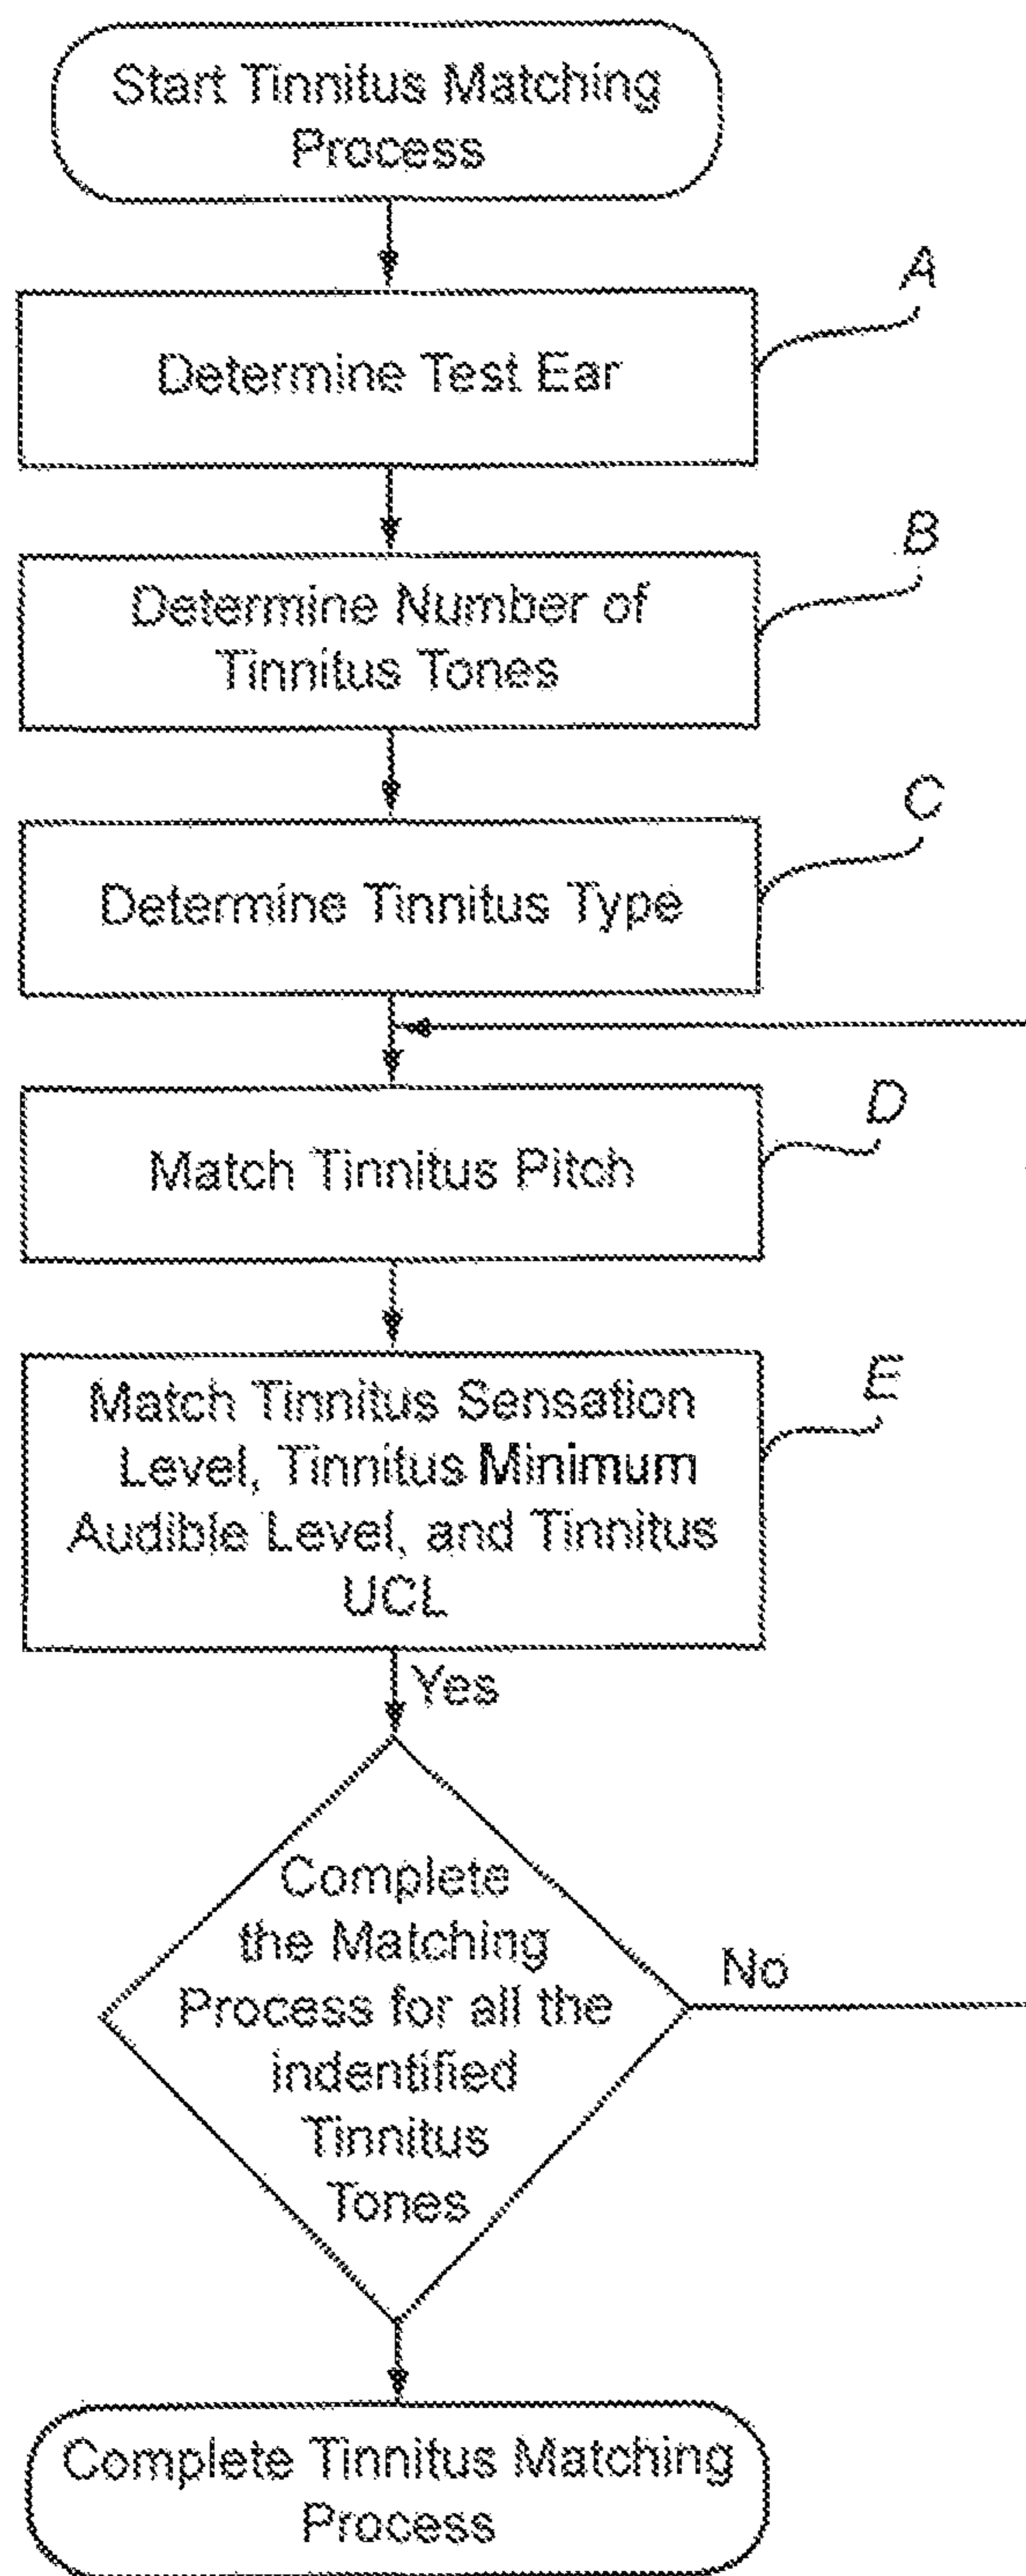 Start Tinnitus Matching
Process
A
Determine Test Ear
B
Determine Number of
Tinnitus Tones
C
Determine Tinnitus Type
D
Match Tinnitus Pitch
E
Match Tinnitus Sensation
Level, Tinnitus Minimum
Audible Level, and Tinnitus
UCL
Yes
Complete
the Matching
Process for all the
indentified
Tinnitus
Tones
No
Complete Tinnitus Matching
Process